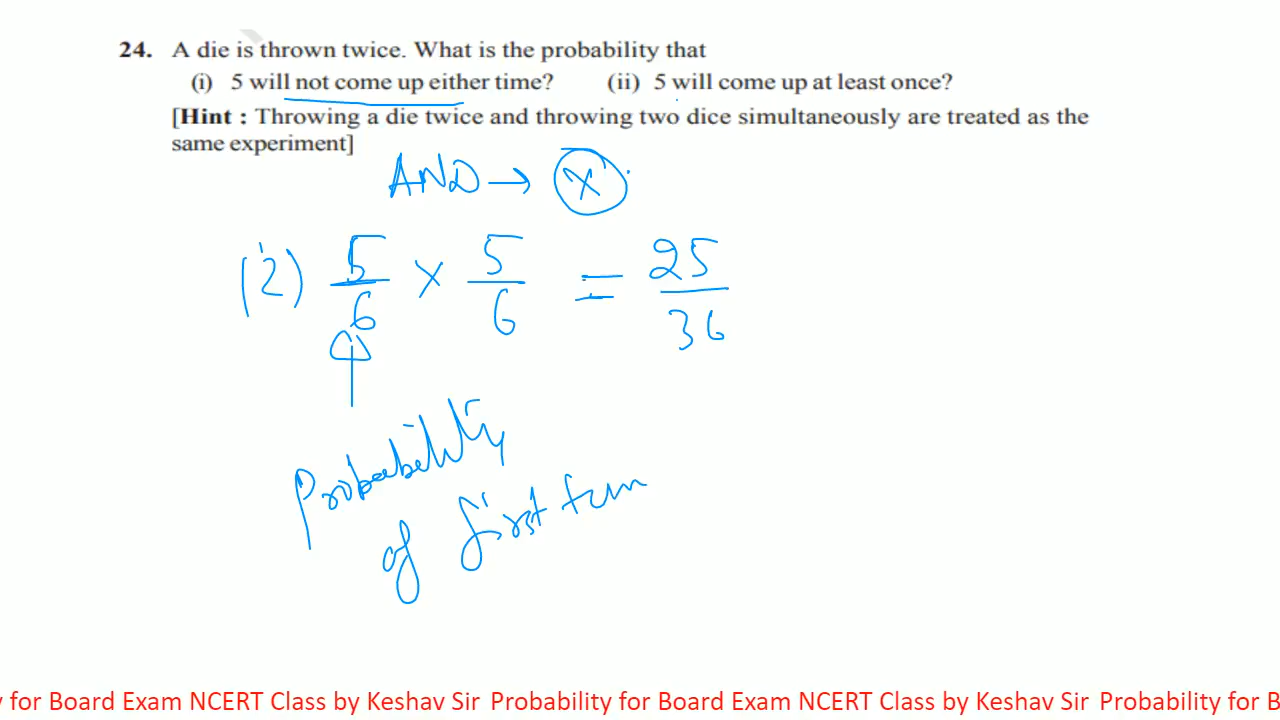 24. A die is thrown twice. What is the probability that
(i) 5 will not come up either time? (ii) 5 will come up at least once?
[Hint : Throwing a die twice and throwing two dice simultaneously are treated as the
same experiment]
AND → ×
(i) 5/6 × 5/6 = 25/36
Probability
of first turn
y for Board Exam NCERT Class by Keshav Sir Probability for Board Exam NCERT Class by Keshav Sir Probability for B